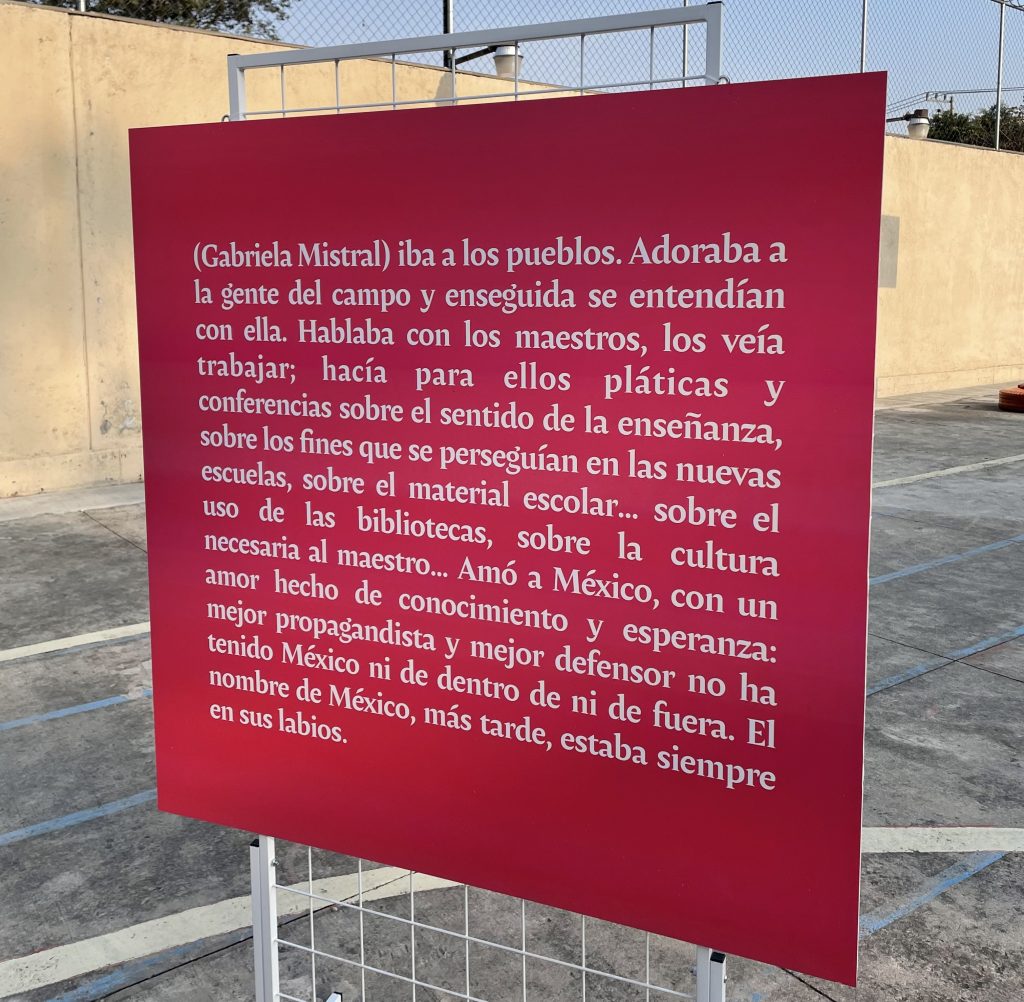 (Gabriela Mistral) iba a los pueblos. Adoraba a
la gente del campo y enseguida se entendían
con ella. Hablaba con los maestros, los veía
trabajar; hacía para ellos pláticas y
conferencias sobre el sentido de la enseñanza,
sobre los fines que se perseguían en las nuevas
escuelas, sobre el material escolar... sobre el
uso de las bibliotecas, sobre la cultura
necesaria al maestro... Amó a México, con un
amor hecho de conocimiento y esperanza:
mejor propagandista y mejor defensor no ha
tenido México ni de dentro de ni de fuera. El
nombre de México, más tarde, estaba siempre
en sus labios.